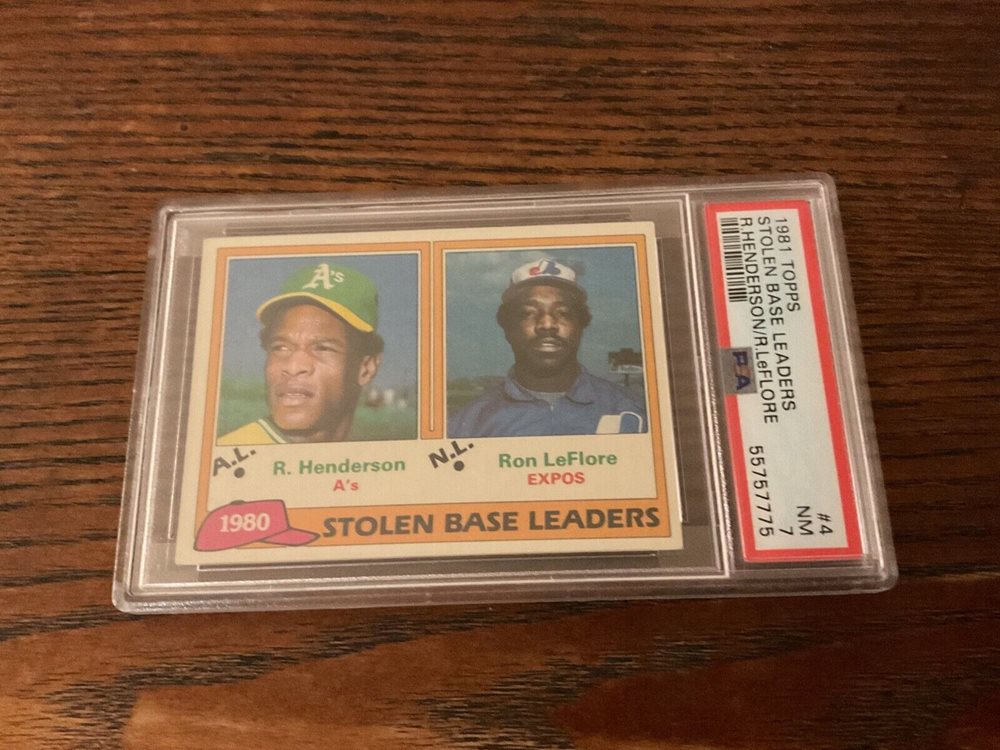 A's
A.L.
R. Henderson
A's
N.L.
Ron LeFlore
EXPOS
1980
STOLEN BASE LEADERS
1981 TOPPS
STOLEN BASE LEADERS
R.HENDERSON/R.LeFLORE
PSA
#4
NM
7
55757775